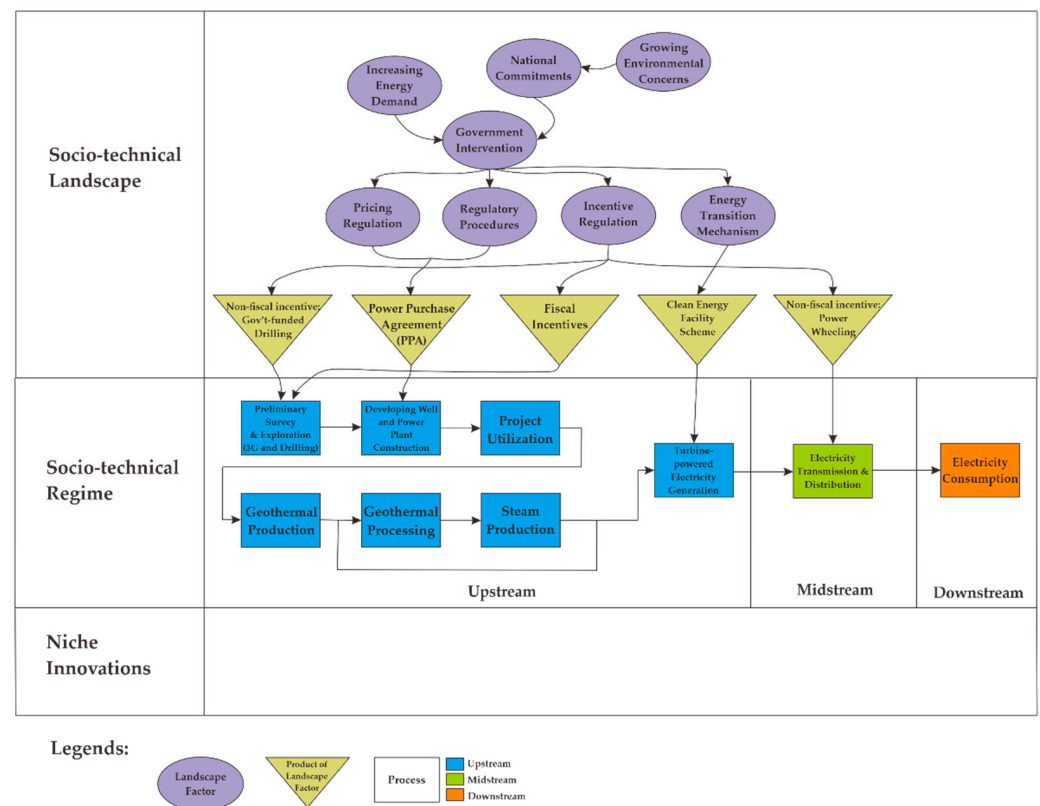 Growing
Environmental
Concerns
National
Commitments
Increasing
Energy
Demand
Government
Intervention
Socio-technical
Landscape
Pricing
Regulation
Regulatory
Procedures
Incentive
Regulation
Energy
Transition
Mechanism
Non-fiscal incentive:
Gov't-funded
Drilling
Power Purchase
Agreement
(PPA)
Fiscal
Incentives
Clean Energy
Facility
Scheme
Non-fiscal incentive:
Power
Wheeling
Socio-technical
Regime
Preliminary
Survey
& Exploration
(3G and Drilling)
Developing Well
and Power
Plant
Construction
Project
Utilization
Turbine-
powered
Electricity
Generation
Electricity
Transmission &
Distribution
Electricity
Consumption
Geothermal
Production
Geothermal
Processing
Steam
Production
Upstream
Midstream
Downstream
Niche
Innovations
Legends:
Landscape
Factor
Product of
Landscape
Factor
Process
Upstream
Midstream
Downstream